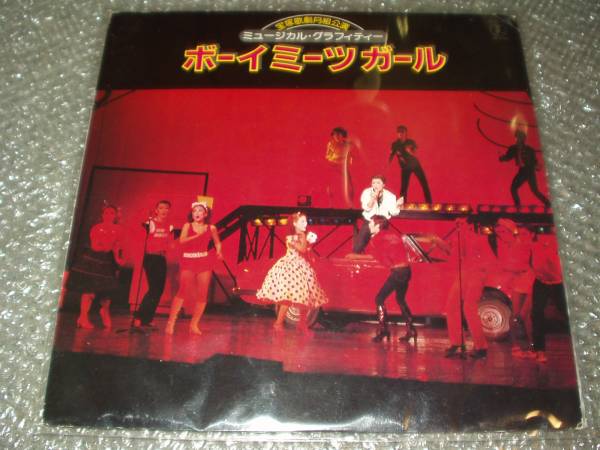 宝塚歌劇月組公演
ミュージカル・グラフィティー
ボーイ ミーツ ガール